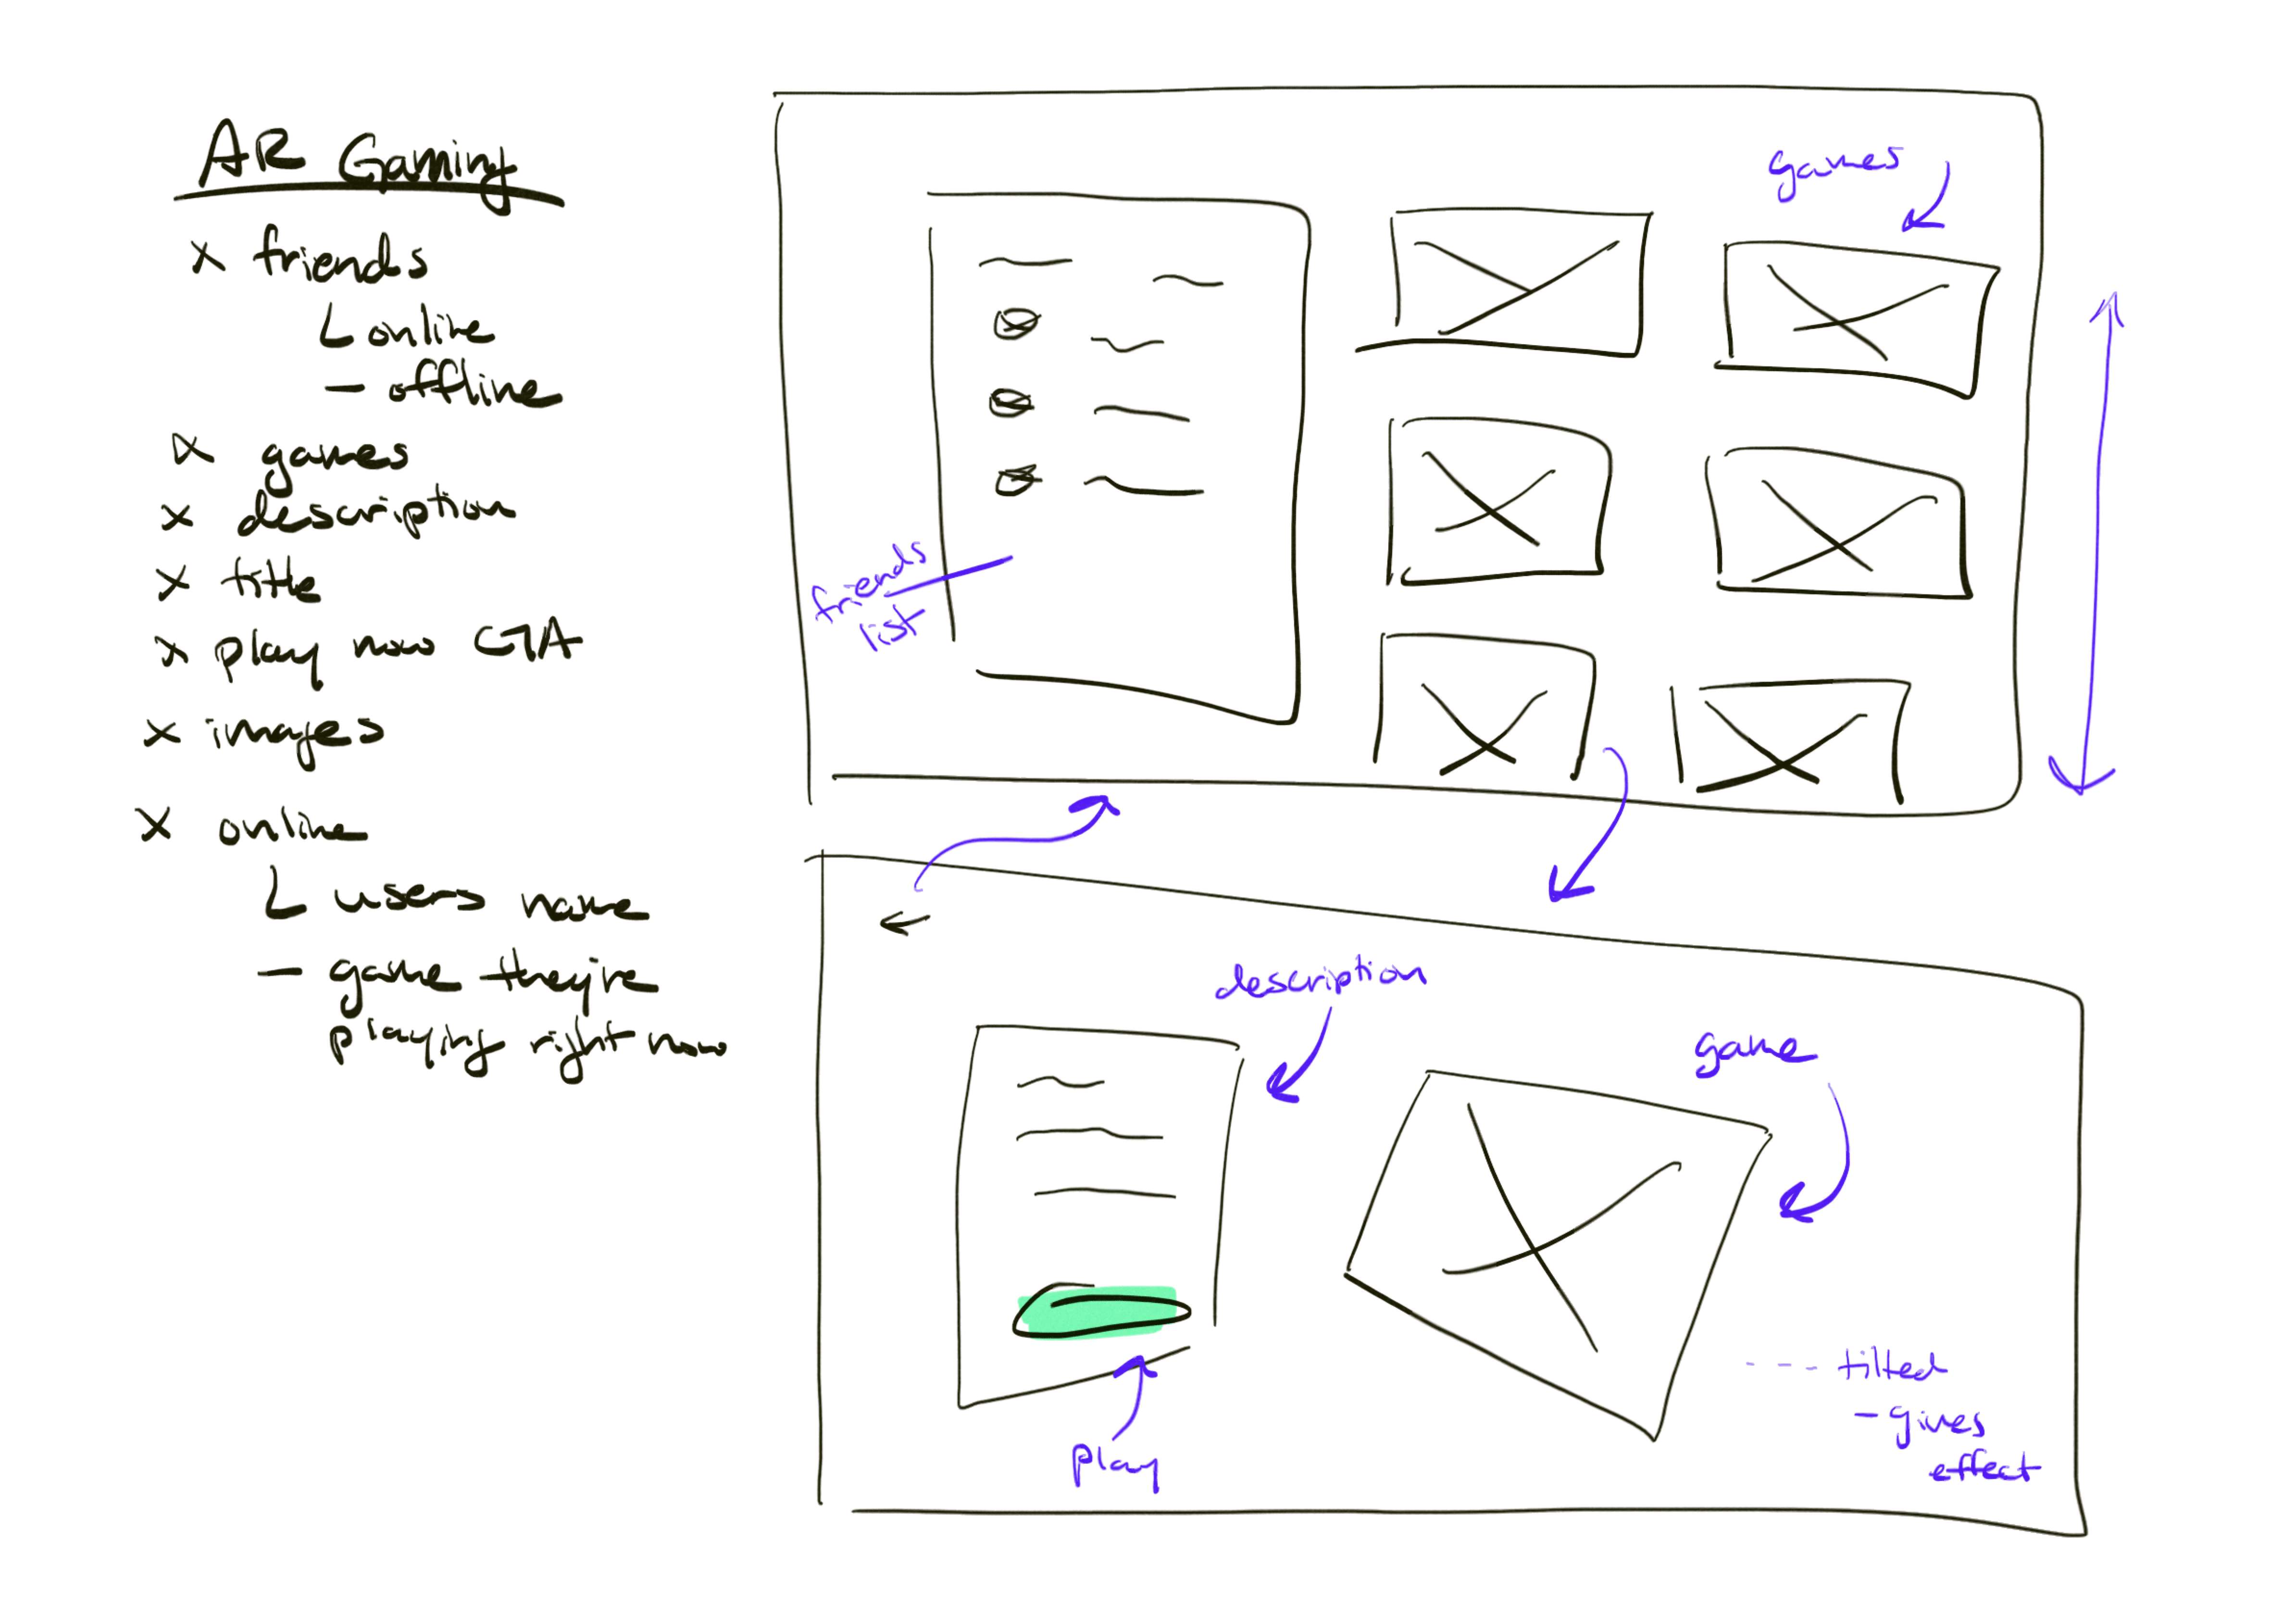 AR Gaming
x friends
L online
- offline
x games
x description
x title
x play now CTA
x images
x online
L users name
- game they're
playing right now
games
friends
list
description
game
play
--- tilted
- gives
effect